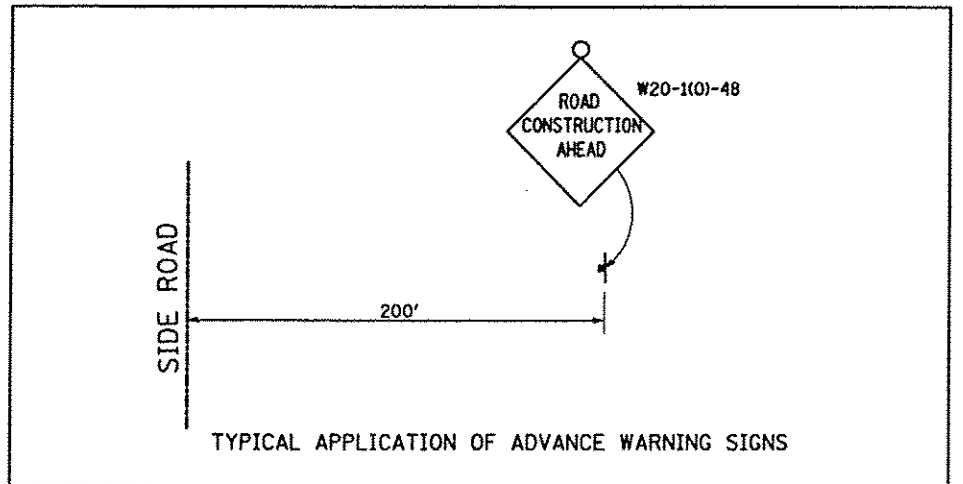 W20-1(O)-48
ROAD
CONSTRUCTION
AHEAD
SIDE ROAD
200'
TYPICAL APPLICATION OF ADVANCE WARNING SIGNS